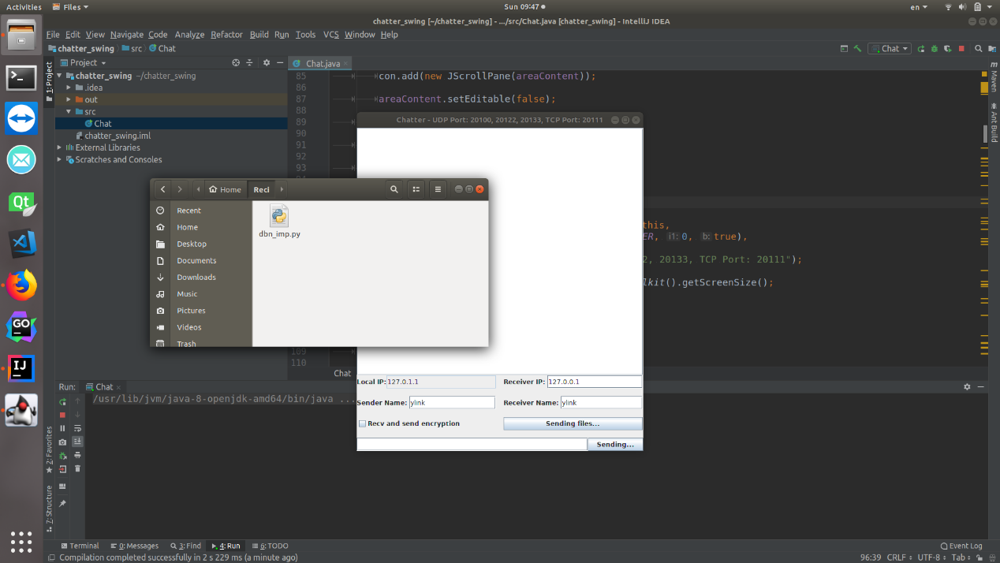 Activities Files Sun 09:47 en
chatter_swing [~/chatter_swing] - .../src/Chat.java [chatter_swing] - IntelliJ IDEA
File Edit View Navigate Code Analyze Refactor Build Run Tools VCS Window Help
chatter_swing src Chat Chat
Project Chat.java
1: Project
chatter_swing ~/chatter_swing
.idea
out
src
Chat
chatter_swing.iml
External Libraries
Scratches and Consoles
85 con.add(new JScrollPane(areaContent));
86
87 areaContent.setEditable(false);
88
89
90
91
92
93
this,
ER, i1: 0, b: true),
2, 20133, TCP Port: 20111");
lkit().getScreenSize();
109
110
Chat
Maven
Ant Build
Chatter - UDP Port: 20100, 20122, 20133, TCP Port: 20111
Home Reci
Recent
Home
Desktop
Documents
Downloads
Music
Pictures
Videos
Trash
dbn_imp.py
Local IP: 127.0.1.1 Receiver IP: 127.0.0.1
Sender Name: ylink Receiver Name: ylink
Recv and send encryption Sending files...
Sending...
Run: Chat
/usr/lib/jvm/java-8-openjdk-amd64/bin/java ...
2: Favorites
7: Structure
Terminal 0: Messages 3: Find 4: Run 6: TODO Event Log
Compilation completed successfully in 2 s 229 ms (a minute ago) 96:39 CRLF UTF-8 Tab
Qt
GO
IJ